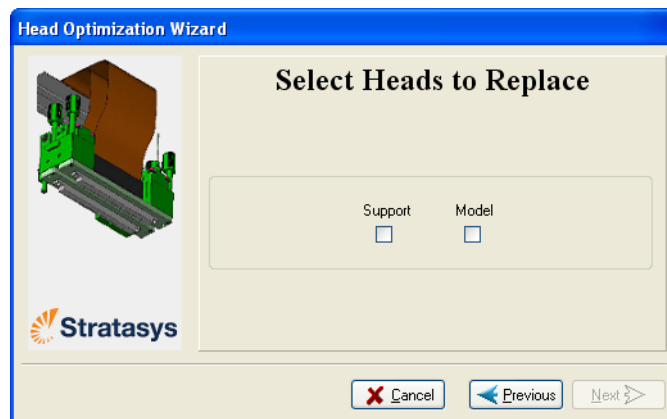 Head Optimization Wizard
Select Heads to Replace
Support Model
Stratasys
Cancel Previous Next